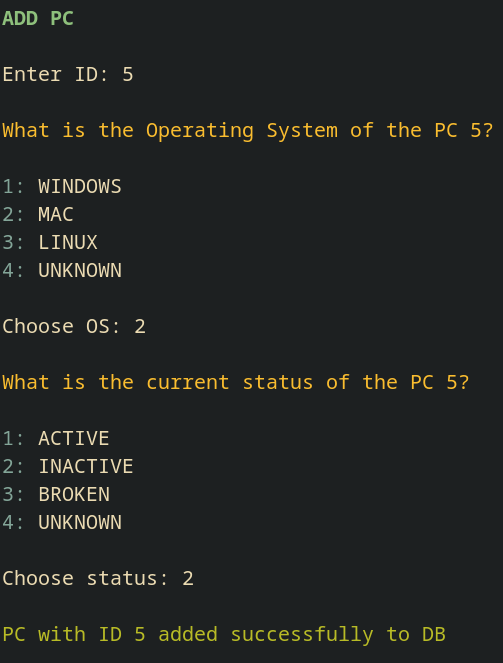 ADD PC
Enter ID: 5
What is the Operating System of the PC 5?
1: WINDOWS
2: MAC
3: LINUX
4: UNKNOWN
Choose OS: 2
What is the current status of the PC 5?
1: ACTIVE
2: INACTIVE
3: BROKEN
4: UNKNOWN
Choose status: 2
PC with ID 5 added successfully to DB